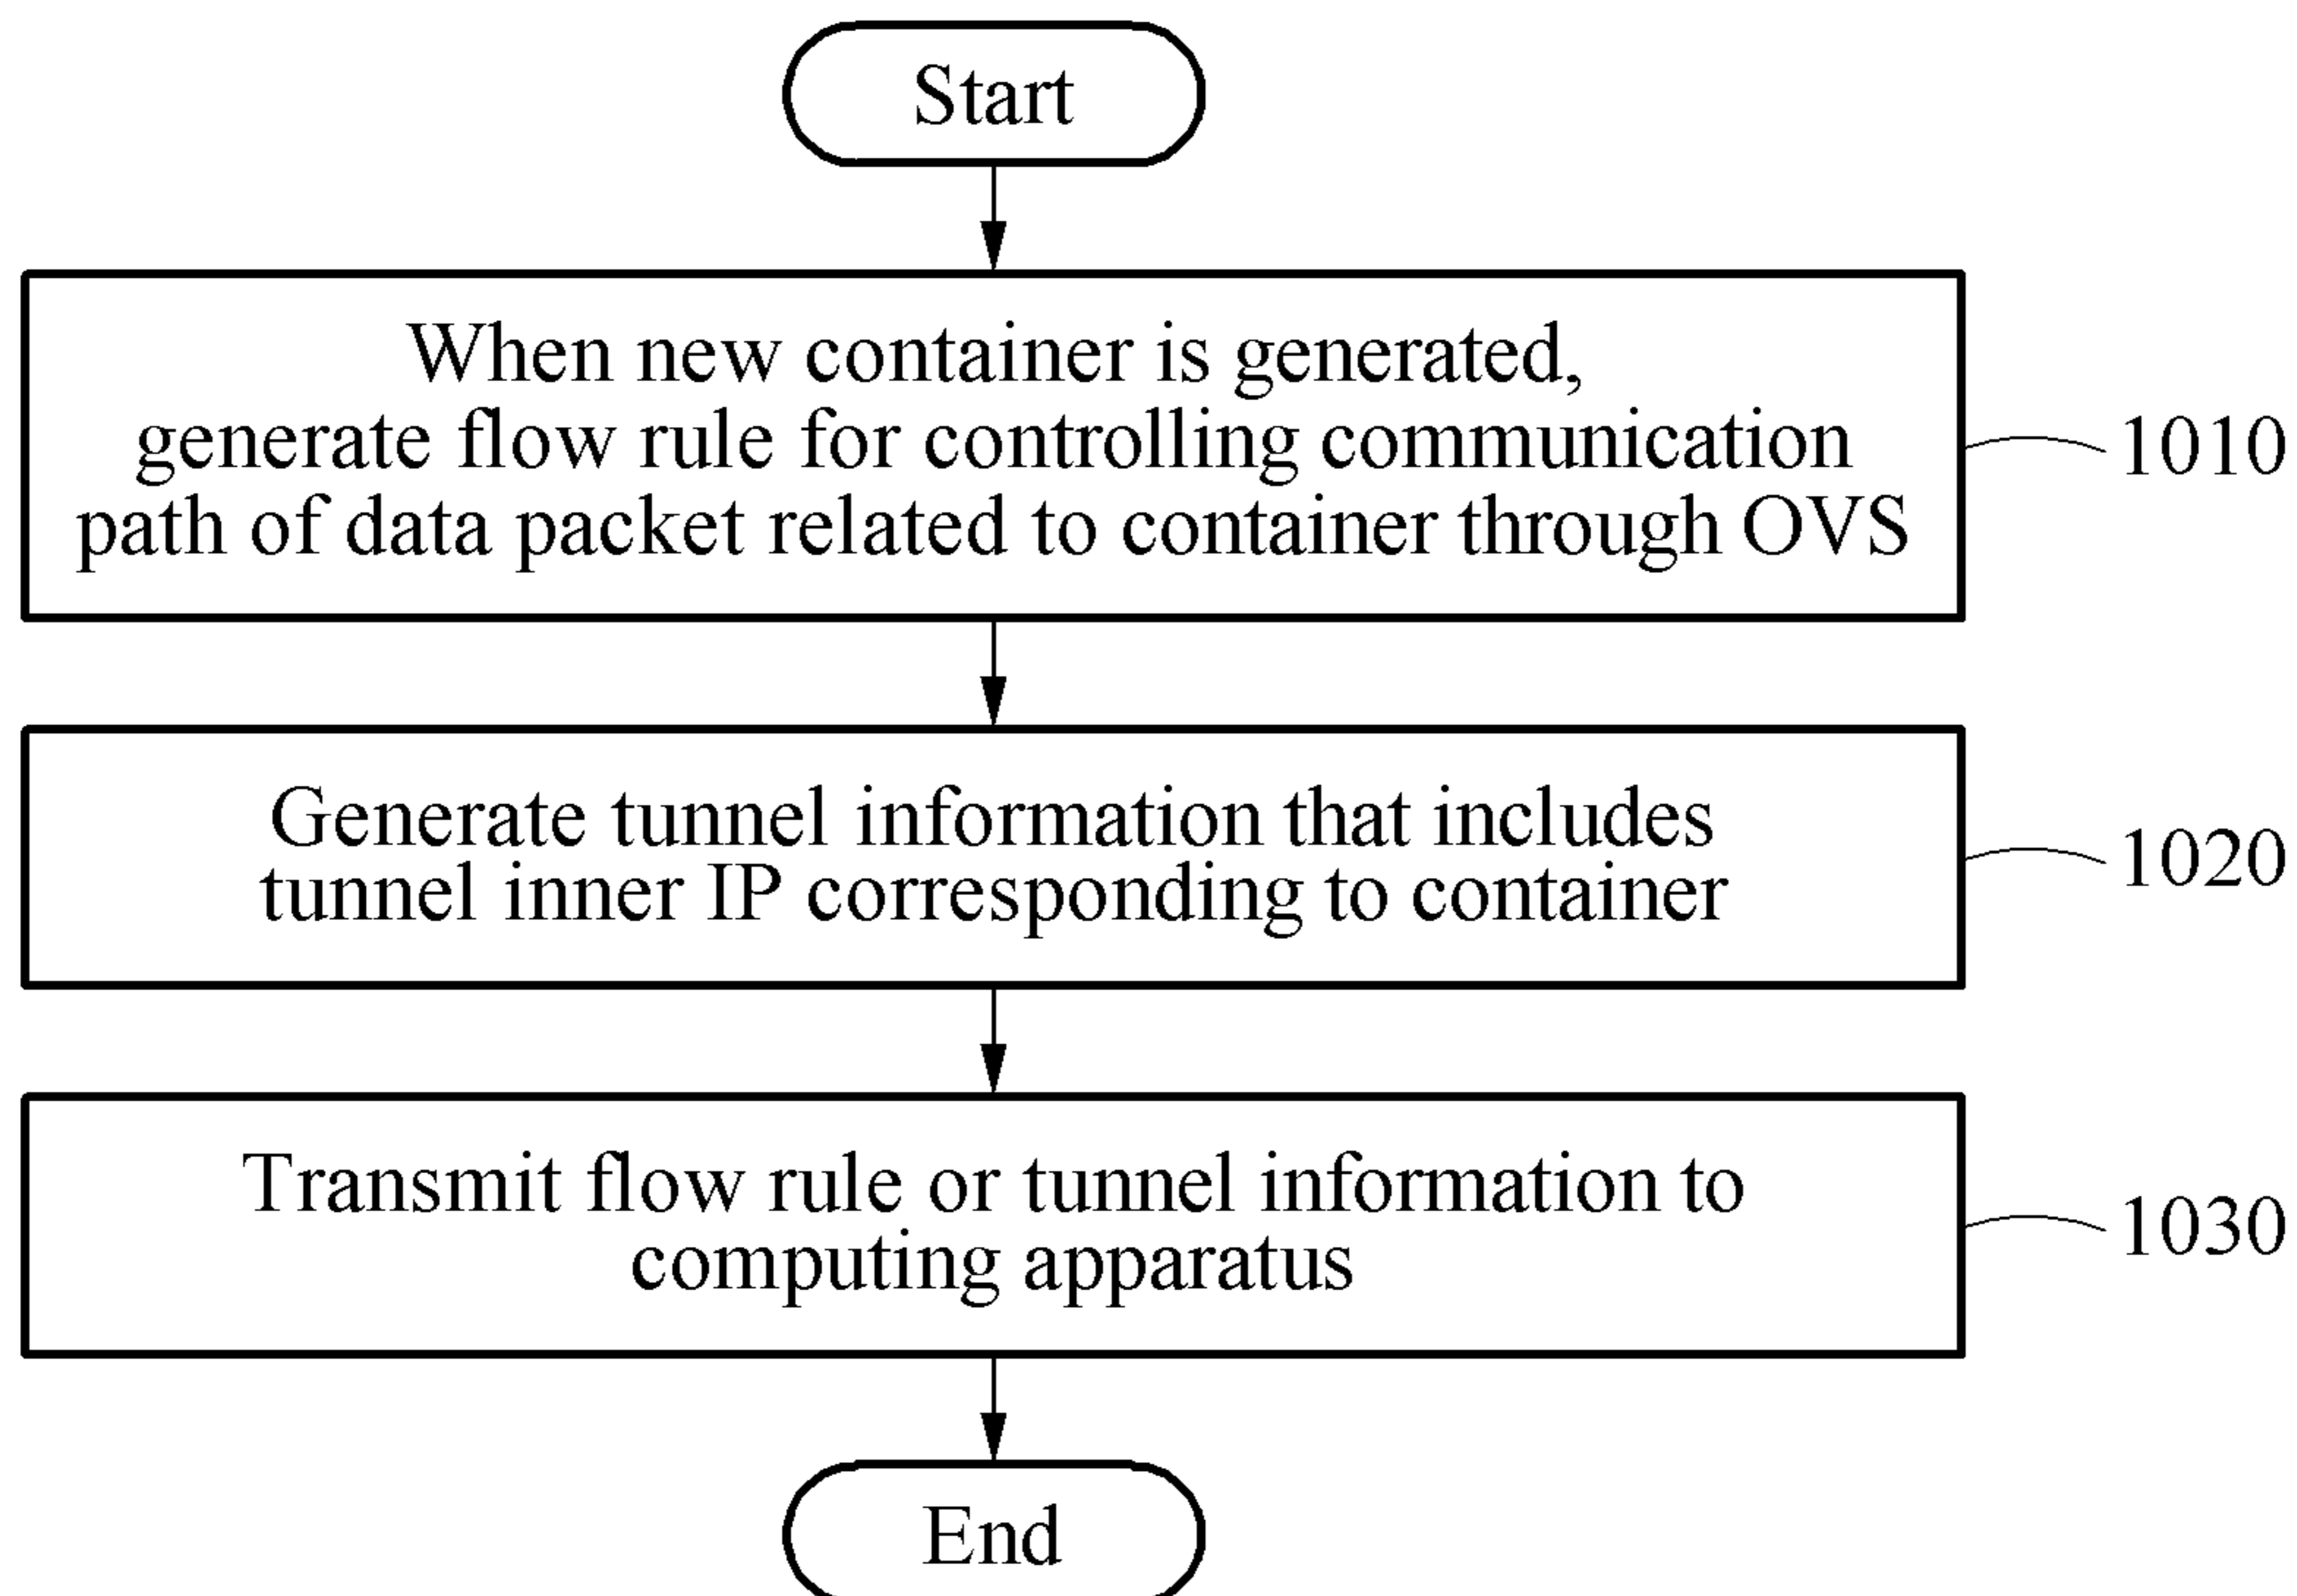 Start
When new container is generated,
generate flow rule for controlling communication
path of data packet related to container through OVS
1010
Generate tunnel information that includes
tunnel inner IP corresponding to container
1020
Transmit flow rule or tunnel information to
computing apparatus
1030
End